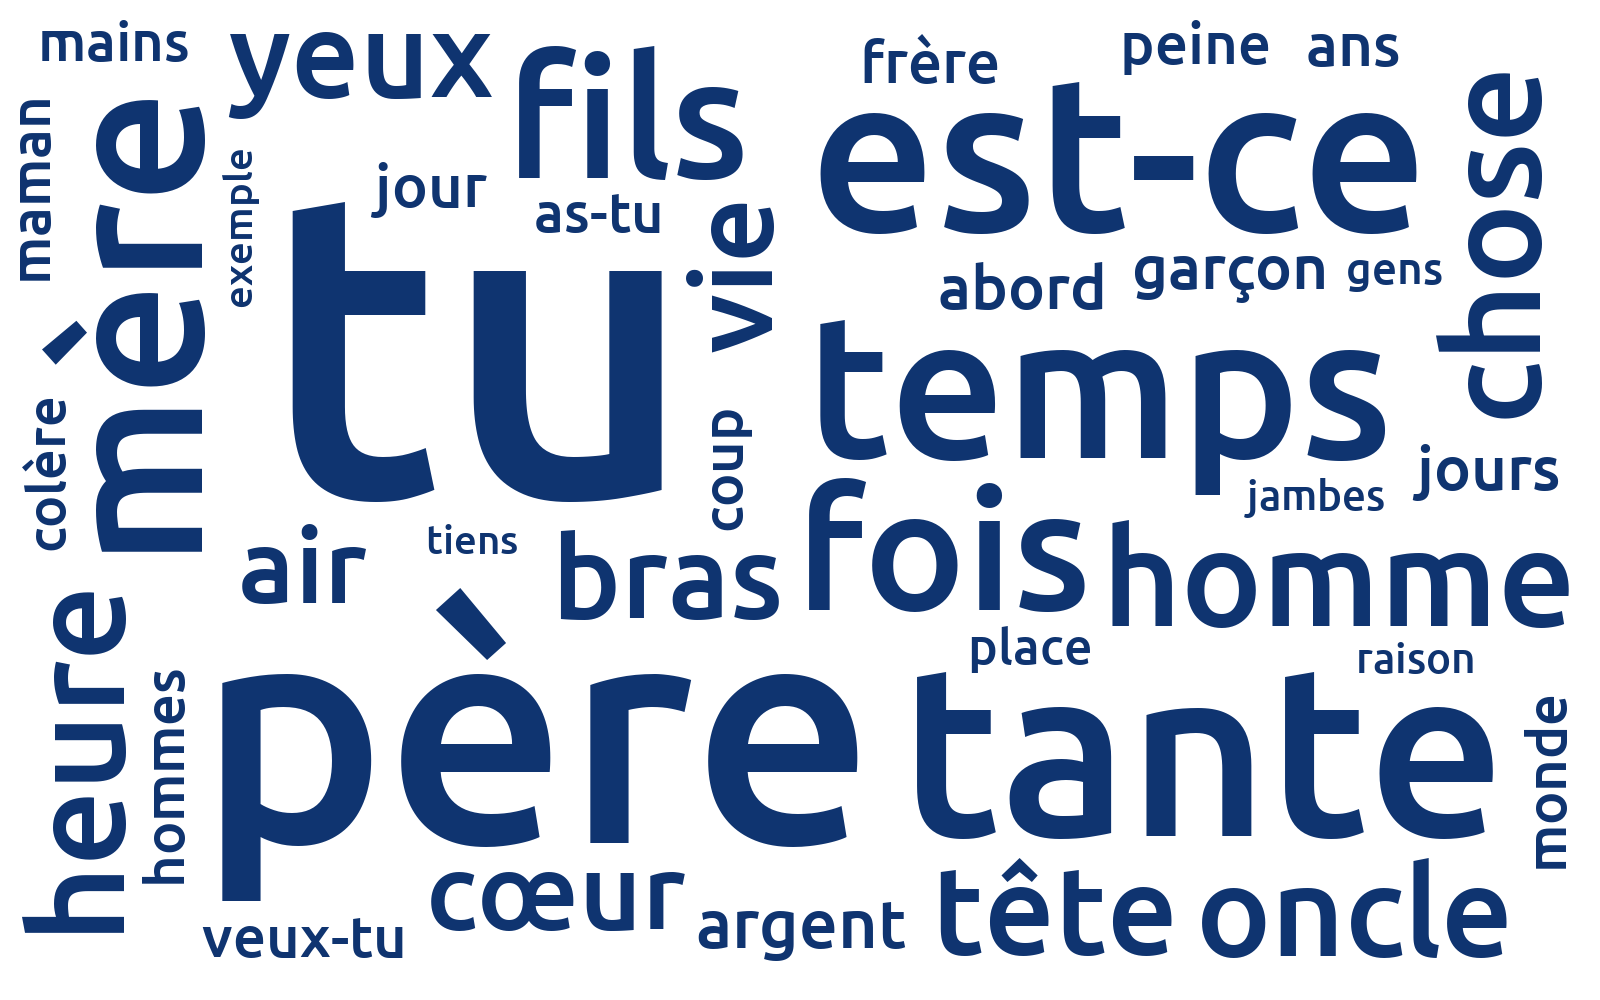 mains
yeux
fils
frère
peine
ans
est-ce
chose
maman
mère
exemple
jour
as-tu
tu
vie
abord
garçon
gens
temps
colère
coup
jours
jambes
fois
air
tiens
bras
homme
heure
hommes
père
place
raison
tante
monde
veux-tu
cœur
argent
tête
oncle